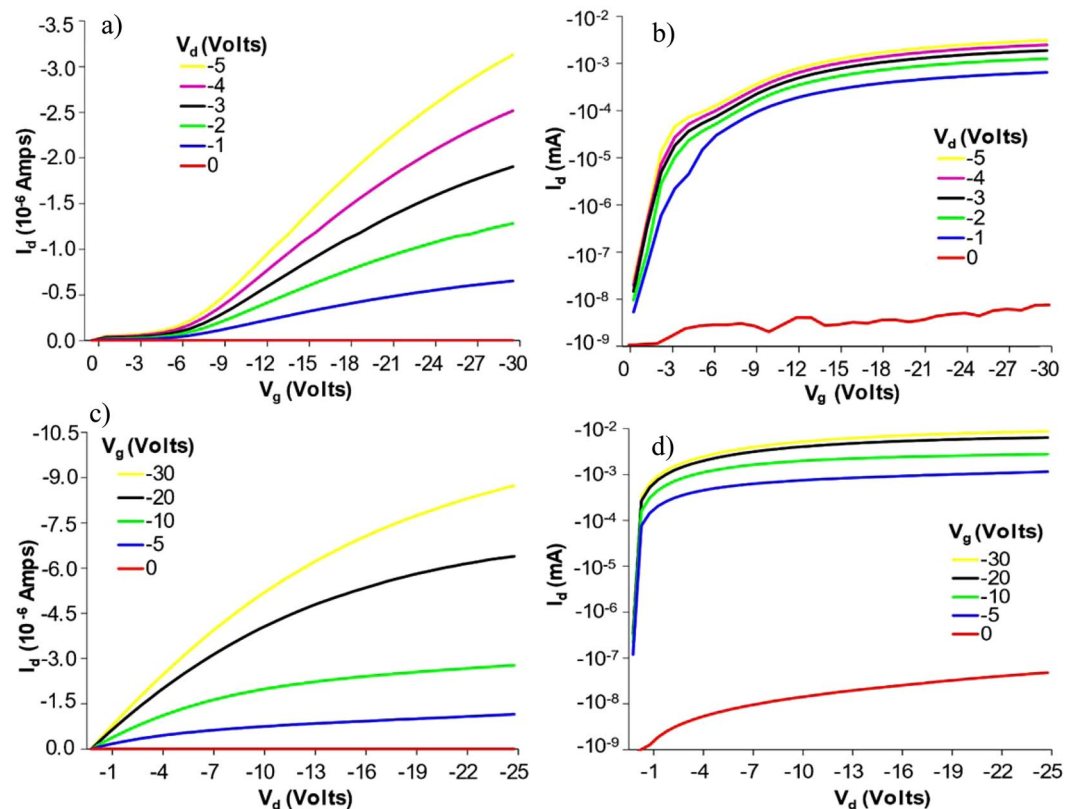 a)
V_d (Volts)
-5
-4
-3
-2
-1
0
I_d (10⁻⁶ Amps)
-3.5
-3.0
-2.5
-2.0
-1.5
-1.0
-0.5
0.0
0 -3 -6 -9 -12 -15 -18 -21 -24 -27 -30
V_g (Volts)
b)
V_d (Volts)
-5
-4
-3
-2
-1
0
I_d (mA)
-10⁻²
-10⁻³
-10⁻⁴
-10⁻⁵
-10⁻⁶
-10⁻⁷
-10⁻⁸
-10⁻⁹
0 -3 -6 -9 -12 -15 -18 -21 -24 -27 -30
V_g (Volts)
c)
V_g (Volts)
-30
-20
-10
-5
0
I_d (10⁻⁶ Amps)
-10.5
-9.0
-7.5
-6.0
-4.5
-3.0
-1.5
0.0
-1 -4 -7 -10 -13 -16 -19 -22 -25
V_d (Volts)
d)
V_g (Volts)
-30
-20
-10
-5
0
I_d (mA)
-10⁻²
-10⁻³
-10⁻⁴
-10⁻⁵
-10⁻⁶
-10⁻⁷
-10⁻⁸
-10⁻⁹
-1 -4 -7 -10 -13 -16 -19 -22 -25
V_d (Volts)